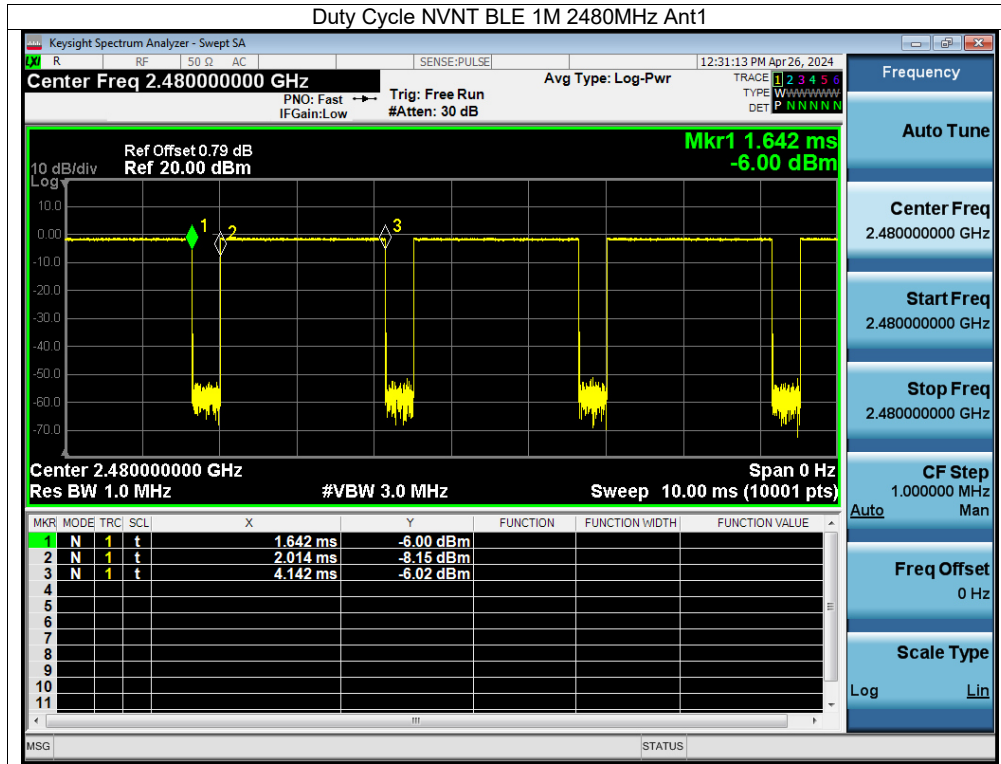 Duty Cycle NVNT BLE 1M 2480MHz Ant1
Keysight Spectrum Analyzer - Swept SA
LXI R RF 50 Ω AC SENSE:PULSE 12:31:13 PM Apr 26, 2024
Center Freq 2.480000000 GHz
PNO: Fast
IFGain:Low
Trig: Free Run
#Atten: 30 dB
Avg Type: Log-Pwr
TRACE 1 2 3 4 5 6
TYPE WWWWWW
DET P N N N N N
Mkr1 1.642 ms
-6.00 dBm
Ref Offset 0.79 dB
10 dB/div Ref 20.00 dBm
Log
10.0
0.00
-10.0
-20.0
-30.0
-40.0
-50.0
-60.0
-70.0
1
2
3
Center 2.480000000 GHz Span 0 Hz
Res BW 1.0 MHz #VBW 3.0 MHz Sweep 10.00 ms (10001 pts)
MKR MODE TRC SCL X Y FUNCTION FUNCTION WIDTH FUNCTION VALUE
1 N 1 t 1.642 ms -6.00 dBm
2 N 1 t 2.014 ms -8.15 dBm
3 N 1 t 4.142 ms -6.02 dBm
4
5
6
7
8
9
10
11
MSG STATUS
Frequency
Auto Tune
Center Freq
2.480000000 GHz
Start Freq
2.480000000 GHz
Stop Freq
2.480000000 GHz
CF Step
1.000000 MHz
Auto Man
Freq Offset
0 Hz
Scale Type
Log Lin